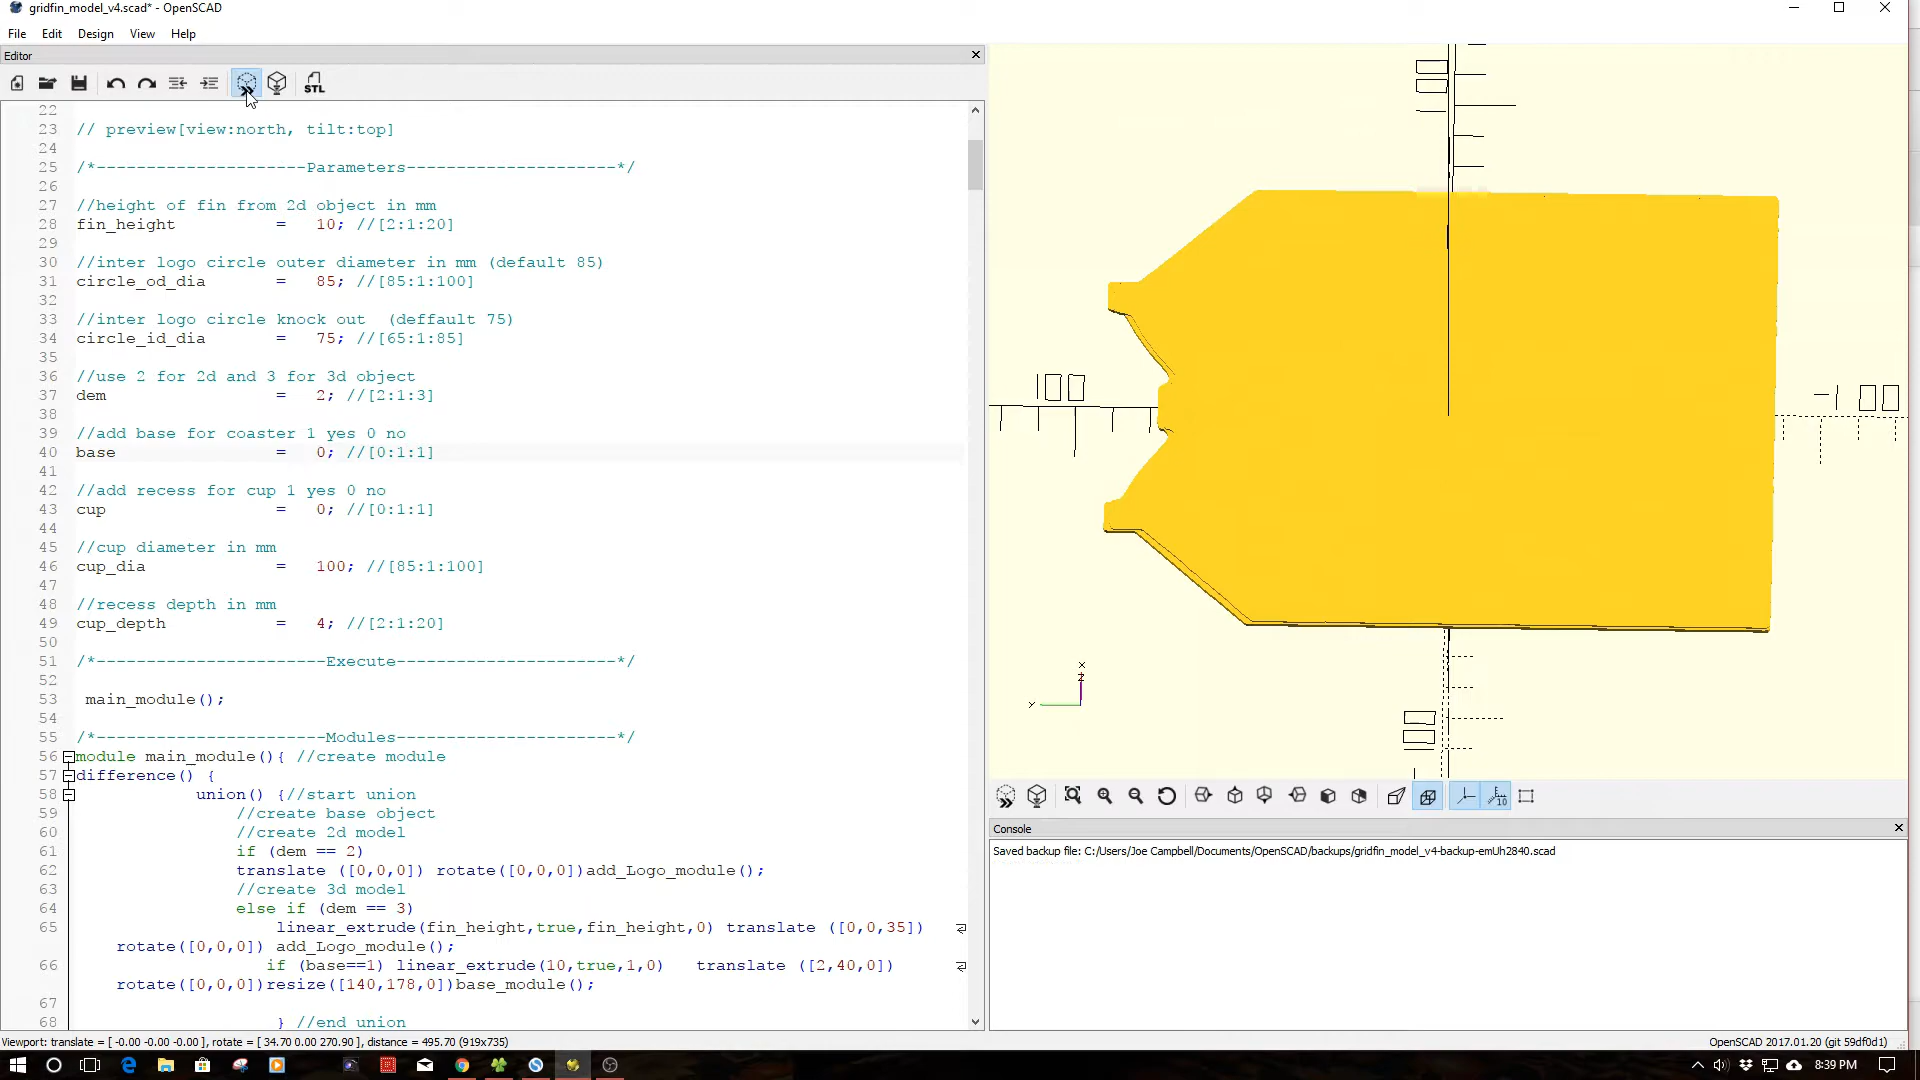 gridfin_model_v4.scad* - OpenSCAD
File Edit Design View Help
Editor
STL
22
23 // preview[view:north, tilt:top]
24
25 /*---------------------Parameters---------------------*/
26
27 //height of fin from 2d object in mm
28 fin_height = 10; //[2:1:20]
29
30 //inter logo circle outer diameter in mm (default 85)
31 circle_od_dia = 85; //[85:1:100]
32
33 //inter logo circle knock out (deffault 75)
34 circle_id_dia = 75; //[65:1:85]
35
36 //use 2 for 2d and 3 for 3d object
37 dem = 2; //[2:1:3]
38
39 //add base for coaster 1 yes 0 no
40 base = 0; //[0:1:1]
41
42 //add recess for cup 1 yes 0 no
43 cup = 0; //[0:1:1]
44
45 //cup diameter in mm
46 cup_dia = 100; //[85:1:100]
47
48 //recess depth in mm
49 cup_depth = 4; //[2:1:20]
50
51 /*-----------------------Execute----------------------*/
52
53 main_module();
54
55 /*-----------------------Modules----------------------*/
56 module main_module(){ //create module
57 difference() {
58 union() {//start union
59 //create base object
60 //create 2d model
61 if (dem == 2)
62 translate ([0,0,0]) rotate([0,0,0])add_Logo_module();
63 //create 3d model
64 else if (dem == 3)
65 linear_extrude(fin_height,true,fin_height,0) translate ([0,0,35])
rotate([0,0,0]) add_Logo_module();
66 if (base==1) linear_extrude(10,true,1,0) translate ([2,40,0])
rotate([0,0,0])resize([140,178,0])base_module();
67
68 } //end union
100
-100
x
z
y
10
Console
Saved backup file: C:/Users/Joe Campbell/Documents/OpenSCAD/backups/gridfin_model_v4-backup-emUh2840.scad
Viewport: translate = [ -0.00 -0.00 -0.00 ], rotate = [ 34.70 0.00 270.90 ], distance = 495.70 (919x735)
OpenSCAD 2017.01.20 (git 59df0d1)
8:39 PM